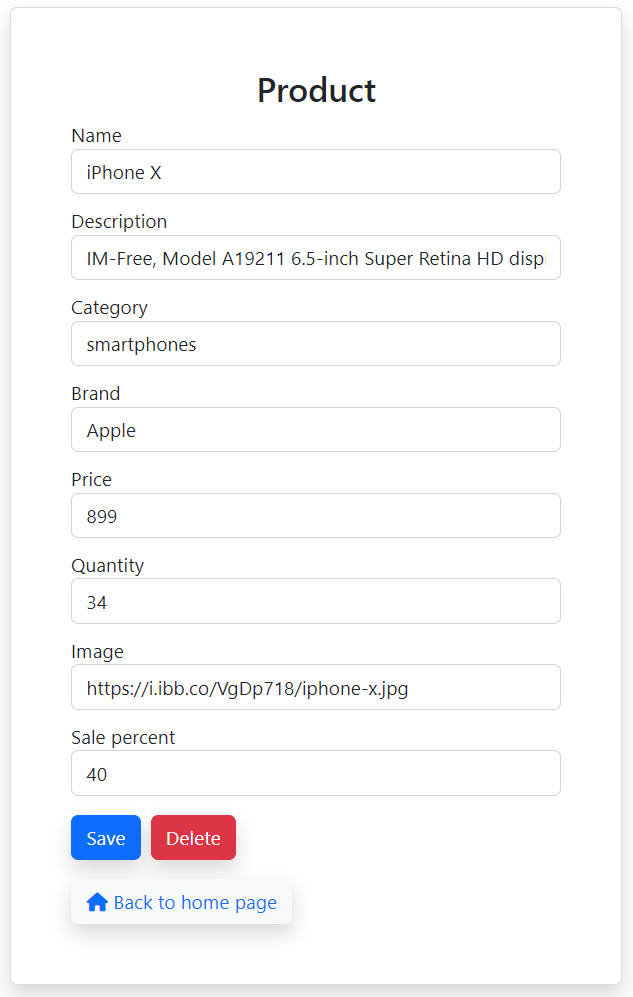 Product
Name
iPhone X
Description
IM-Free, Model A19211 6.5-inch Super Retina HD disp
Category
smartphones
Brand
Apple
Price
899
Quantity
34
Image
https://i.ibb.co/VgDp718/iphone-x.jpg
Sale percent
40
Save Delete
Back to home page